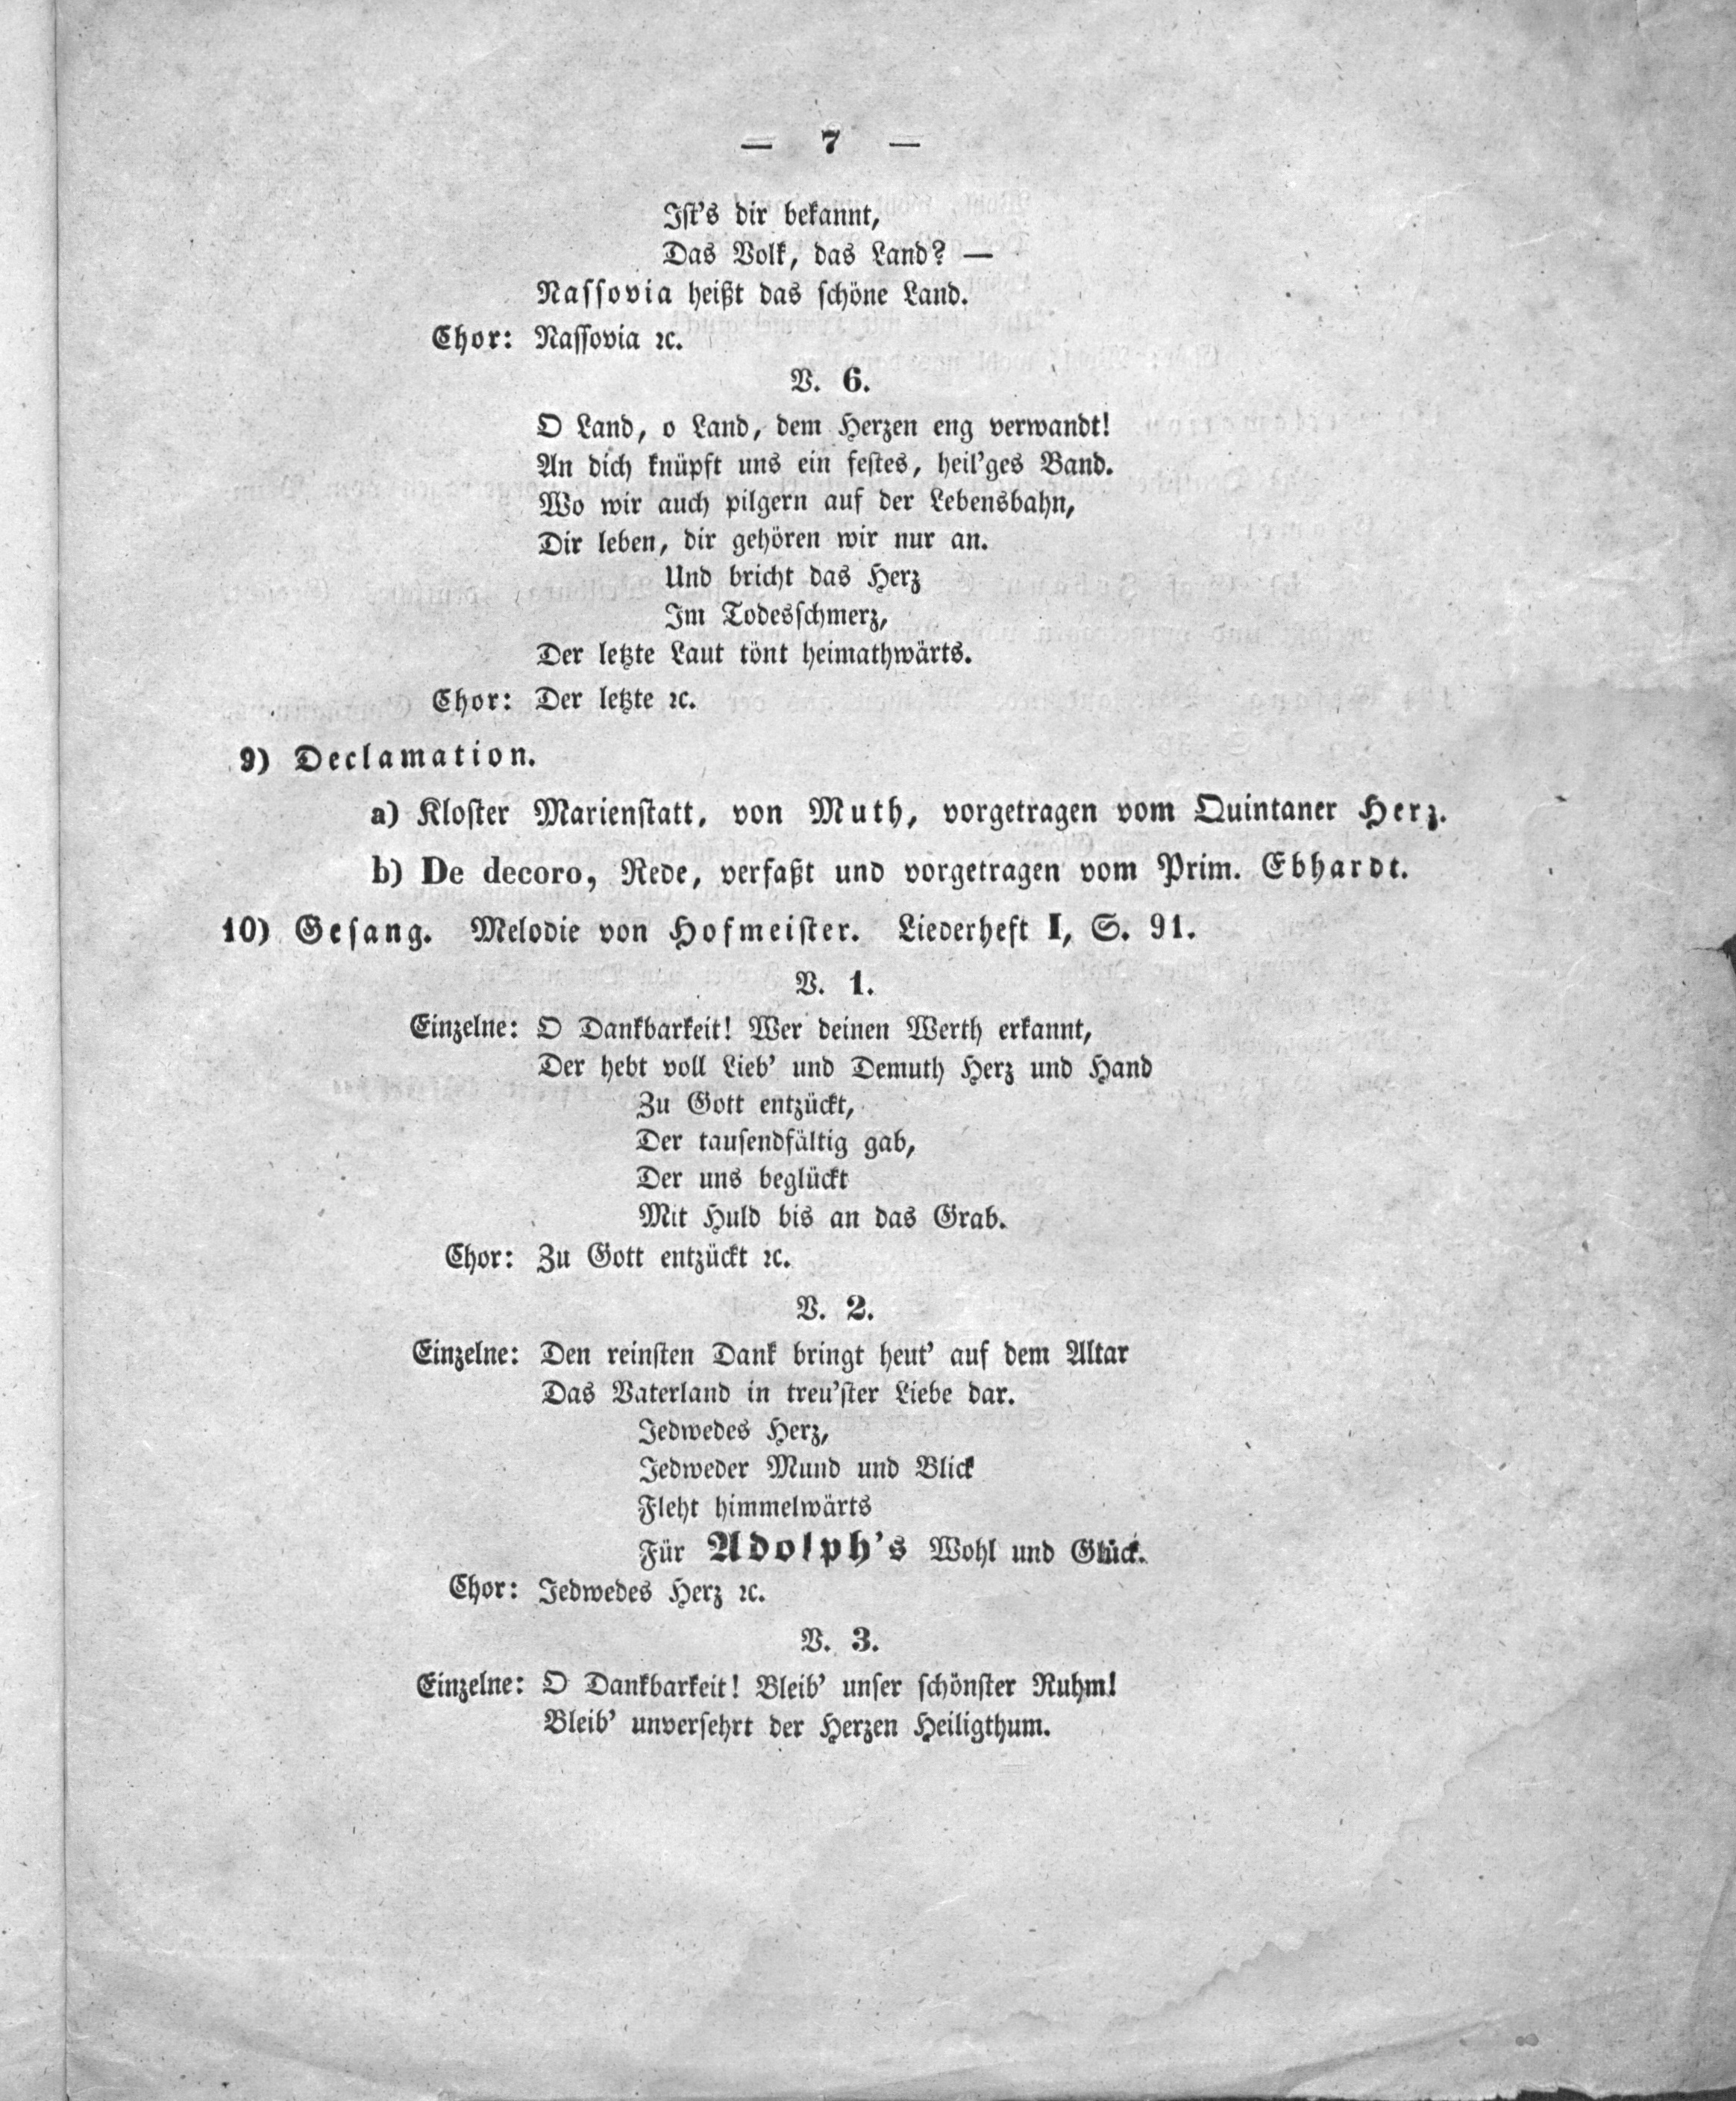 — 7 —
Ist's dir bekannt,
Das Volk, das Land? —
Nassovia heißt das schöne Land.
Chor: Nassovia ꝛc.
V. 6.
O Land, o Land, dem Herzen eng verwandt!
An dich knüpft uns ein festes, heil'ges Band.
Wo wir auch pilgern auf der Lebensbahn,
Dir leben, dir gehören wir nur an.
Und bricht das Herz
Im Todesschmerz,
Der letzte Laut tönt heimathwärts.
Chor: Der letzte ꝛc.
9) Declamation.
a) Kloster Marienstatt, von Muth, vorgetragen vom Quintaner Herz.
b) De decoro, Rede, verfaßt und vorgetragen vom Prim. Ebhardt.
10) Gesang. Melodie von Hofmeister. Liederheft I, S. 91.
V. 1.
Einzelne: O Dankbarkeit! Wer deinen Werth erkannt,
Der hebt voll Lieb' und Demuth Herz und Hand
Zu Gott entzückt,
Der tausendfältig gab,
Der uns beglückt
Mit Huld bis an das Grab.
Chor: Zu Gott entzückt ꝛc.
V. 2.
Einzelne: Den reinsten Dank bringt heut' auf dem Altar
Das Vaterland in treu'ster Liebe dar.
Jedwedes Herz,
Jedweder Mund und Blick
Fleht himmelwärts
Für Adolph's Wohl und Glück.
Chor: Jedwedes Herz ꝛc.
V. 3.
Einzelne: O Dankbarkeit! Bleib' unser schönster Ruhm!
Bleib' unversehrt der Herzen Heiligthum.